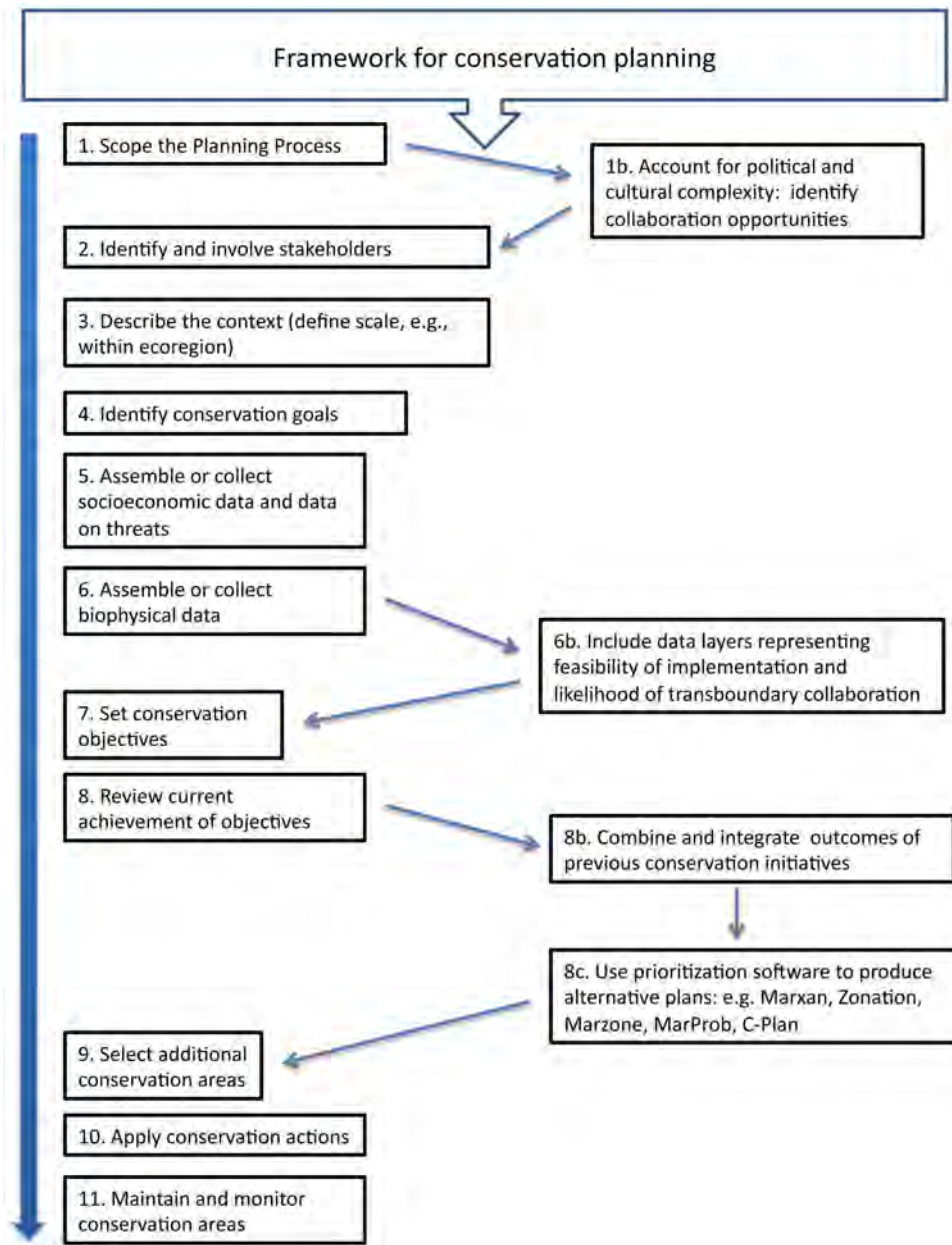 Framework for conservation planning
1. Scope the Planning Process
1b. Account for political and
cultural complexity:  identify
collaboration opportunities
2. Identify and involve stakeholders
3. Describe the context (define scale, e.g.,
within ecoregion)
4. Identify conservation goals
5. Assemble or collect
socioeconomic data and data
on threats
6. Assemble or collect
biophysical data
6b. Include data layers representing
feasibility of implementation and
likelihood of transboundary collaboration
7. Set conservation
objectives
8. Review current
achievement of objectives
8b. Combine and integrate  outcomes of
previous conservation initiatives
8c. Use prioritization software to produce
alternative plans: e.g. Marxan, Zonation,
Marzone, MarProb, C-Plan
9. Select additional
conservation areas
10. Apply conservation actions
11. Maintain and monitor
conservation areas